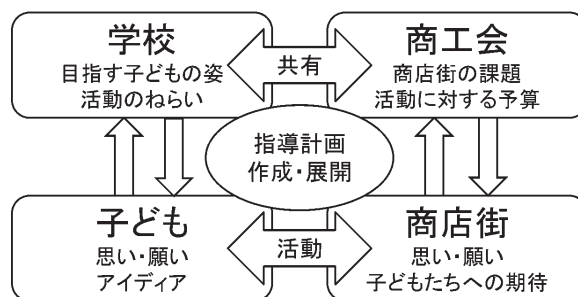 学校
目指す子どもの姿
活動のねらい
共有
商工会
商店街の課題
活動に対する予算
指導計画
作成・展開
子ども
思い・願い
アイディア
活動
商店街
思い・願い
子どもたちへの期待